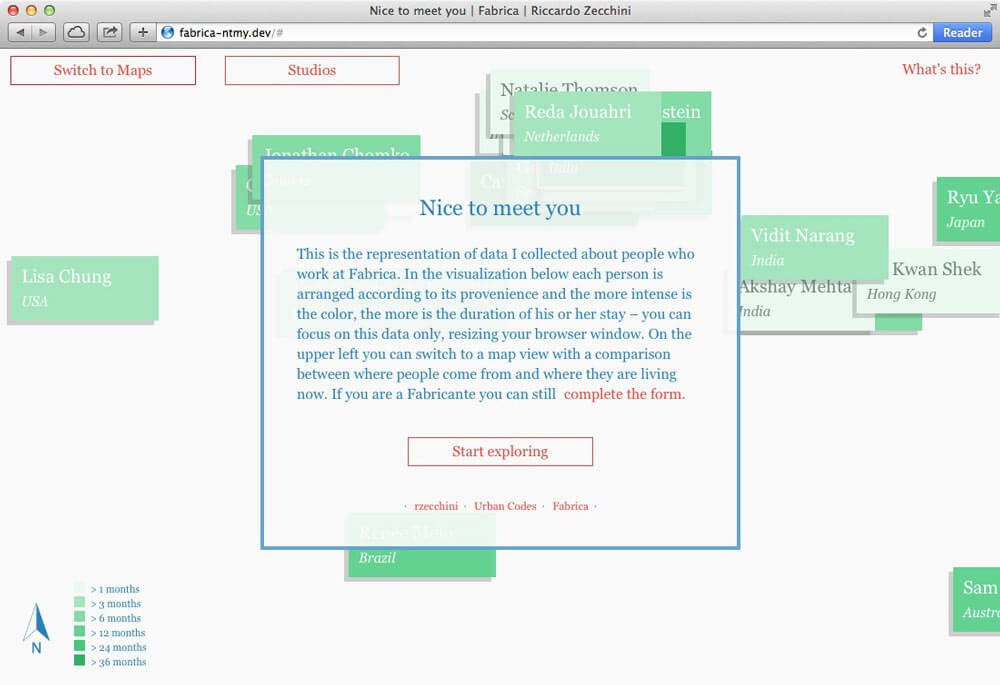 Nice to meet you | Fabrica | Riccardo Zecchini
fabrica-ntmy.dev/#
Reader
Switch to Maps
Studios
What's this?
Natalie Thomson
Reda Jouahri
stein
Netherlands
Jonathan Chomko
India
Nice to meet you
This is the representation of data I collected about people who
work at Fabrica. In the visualization below each person is
arranged according to its provenience and the more intense is
the color, the more is the duration of his or her stay – you can
focus on this data only, resizing your browser window. On the
upper left you can switch to a map view with a comparison
between where people come from and where they are living
now. If you are a Fabricante you can still complete the form.
Start exploring
· rzecchini · Urban Codes · Fabrica ·
Lisa Chung
USA
Ryu Ya
Japan
Vidit Narang
India
Kwan Shek
Hong Kong
Akshay Mehta
India
Brazil
Sam
Austra
> 1 months
> 3 months
> 6 months
> 12 months
> 24 months
> 36 months
N